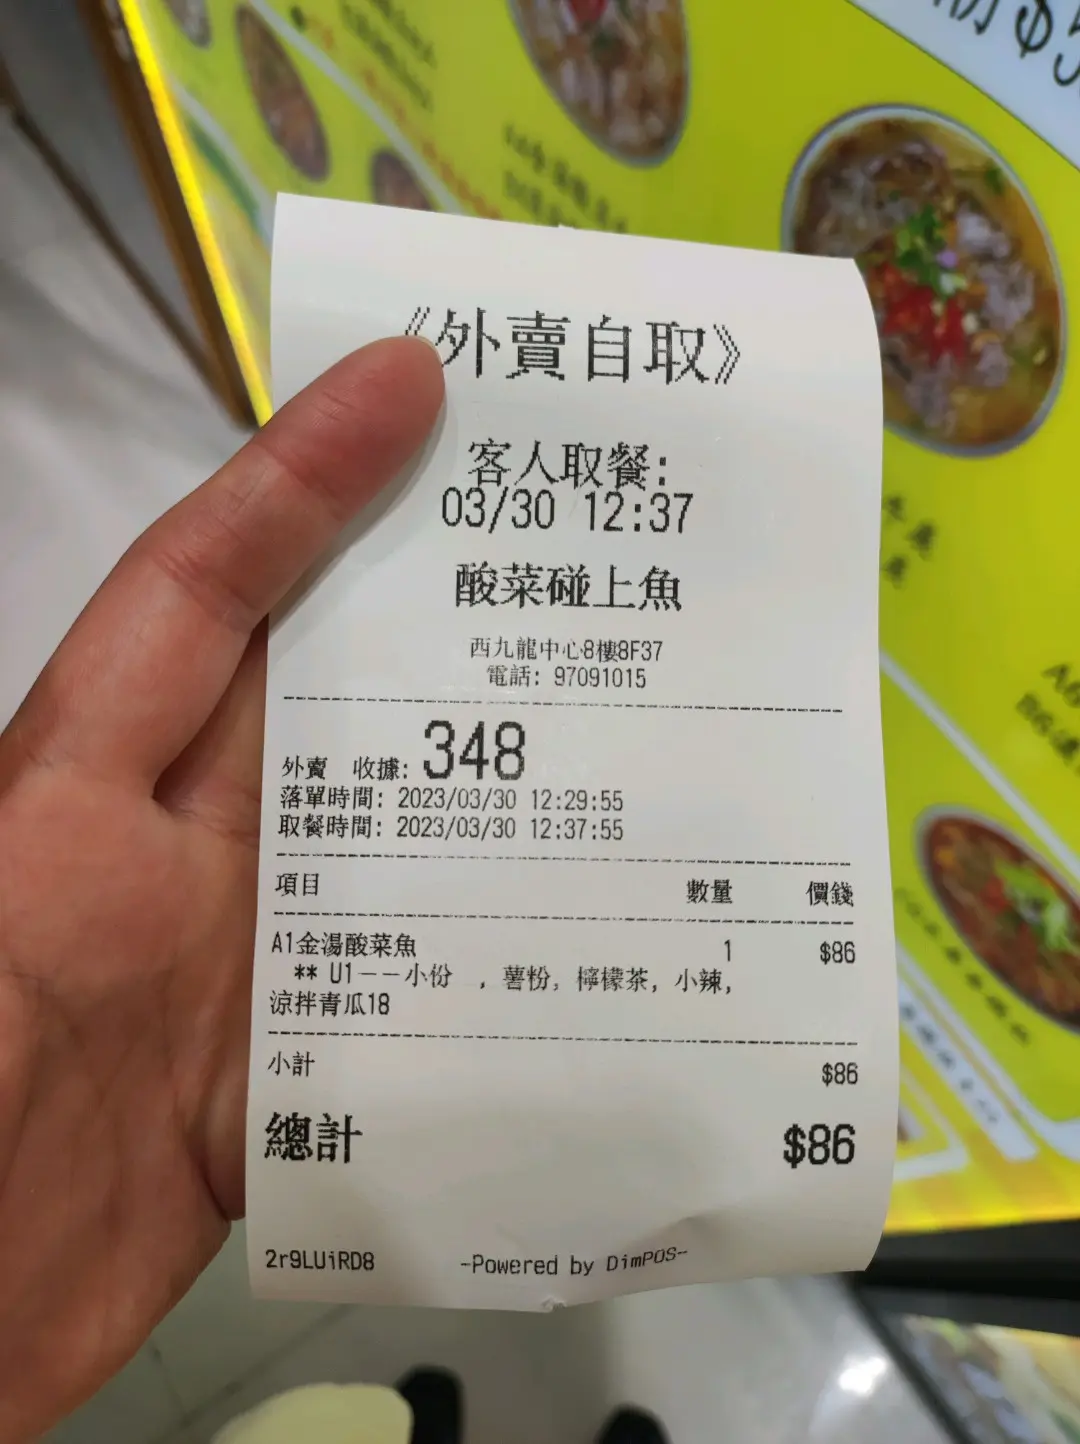 《外賣自取》
客人取餐:
03/30 12:37
酸菜碰上魚
西九龍中心8樓8F37
電話: 97091015
外賣 收據: 348
落單時間: 2023/03/30 12:29:55
取餐時間: 2023/03/30 12:37:55
項目 數量 價錢
A1金湯酸菜魚 1 $86
** U1－－小份 , 薯粉, 檸檬茶, 小辣,
涼拌青瓜18
小計 $86
總計 $86
2r9LUiRD8 -Powered by DimPOS-